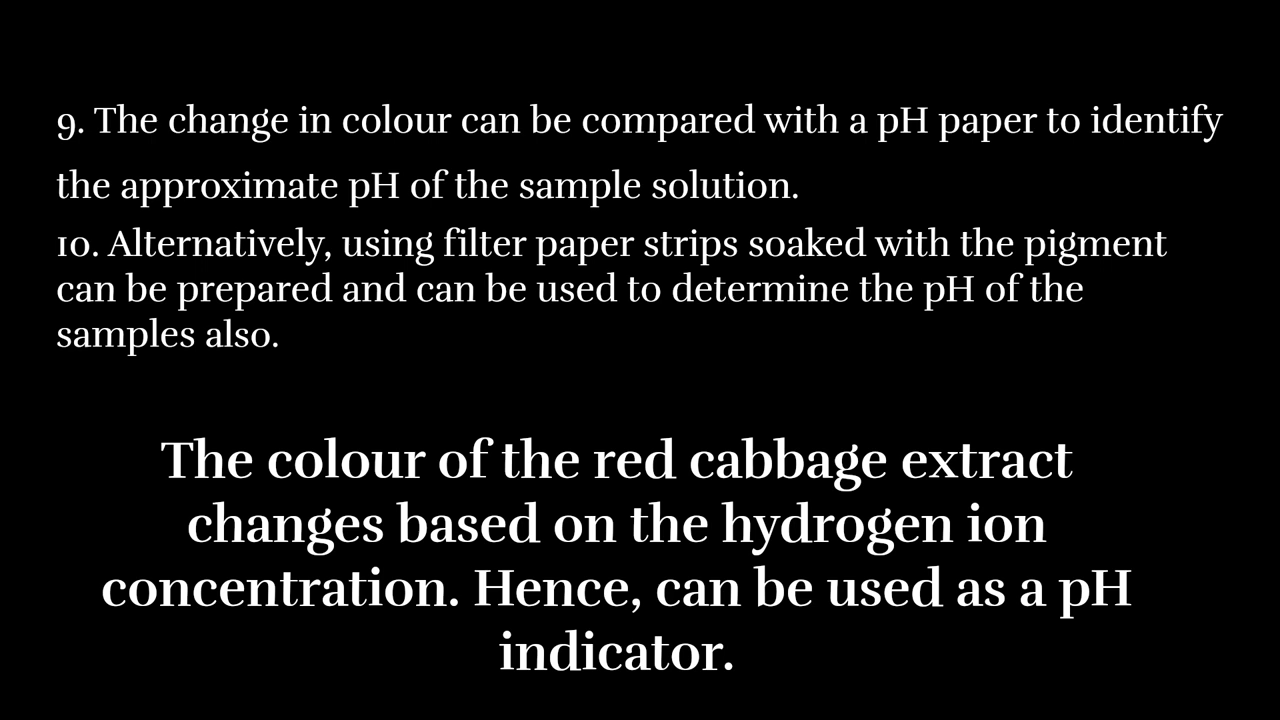 9. The change in colour can be compared with a pH paper to identify
the approximate pH of the sample solution.
10. Alternatively, using filter paper strips soaked with the pigment
can be prepared and can be used to determine the pH of the
samples also.
The colour of the red cabbage extract
changes based on the hydrogen ion
concentration. Hence, can be used as a pH
indicator.